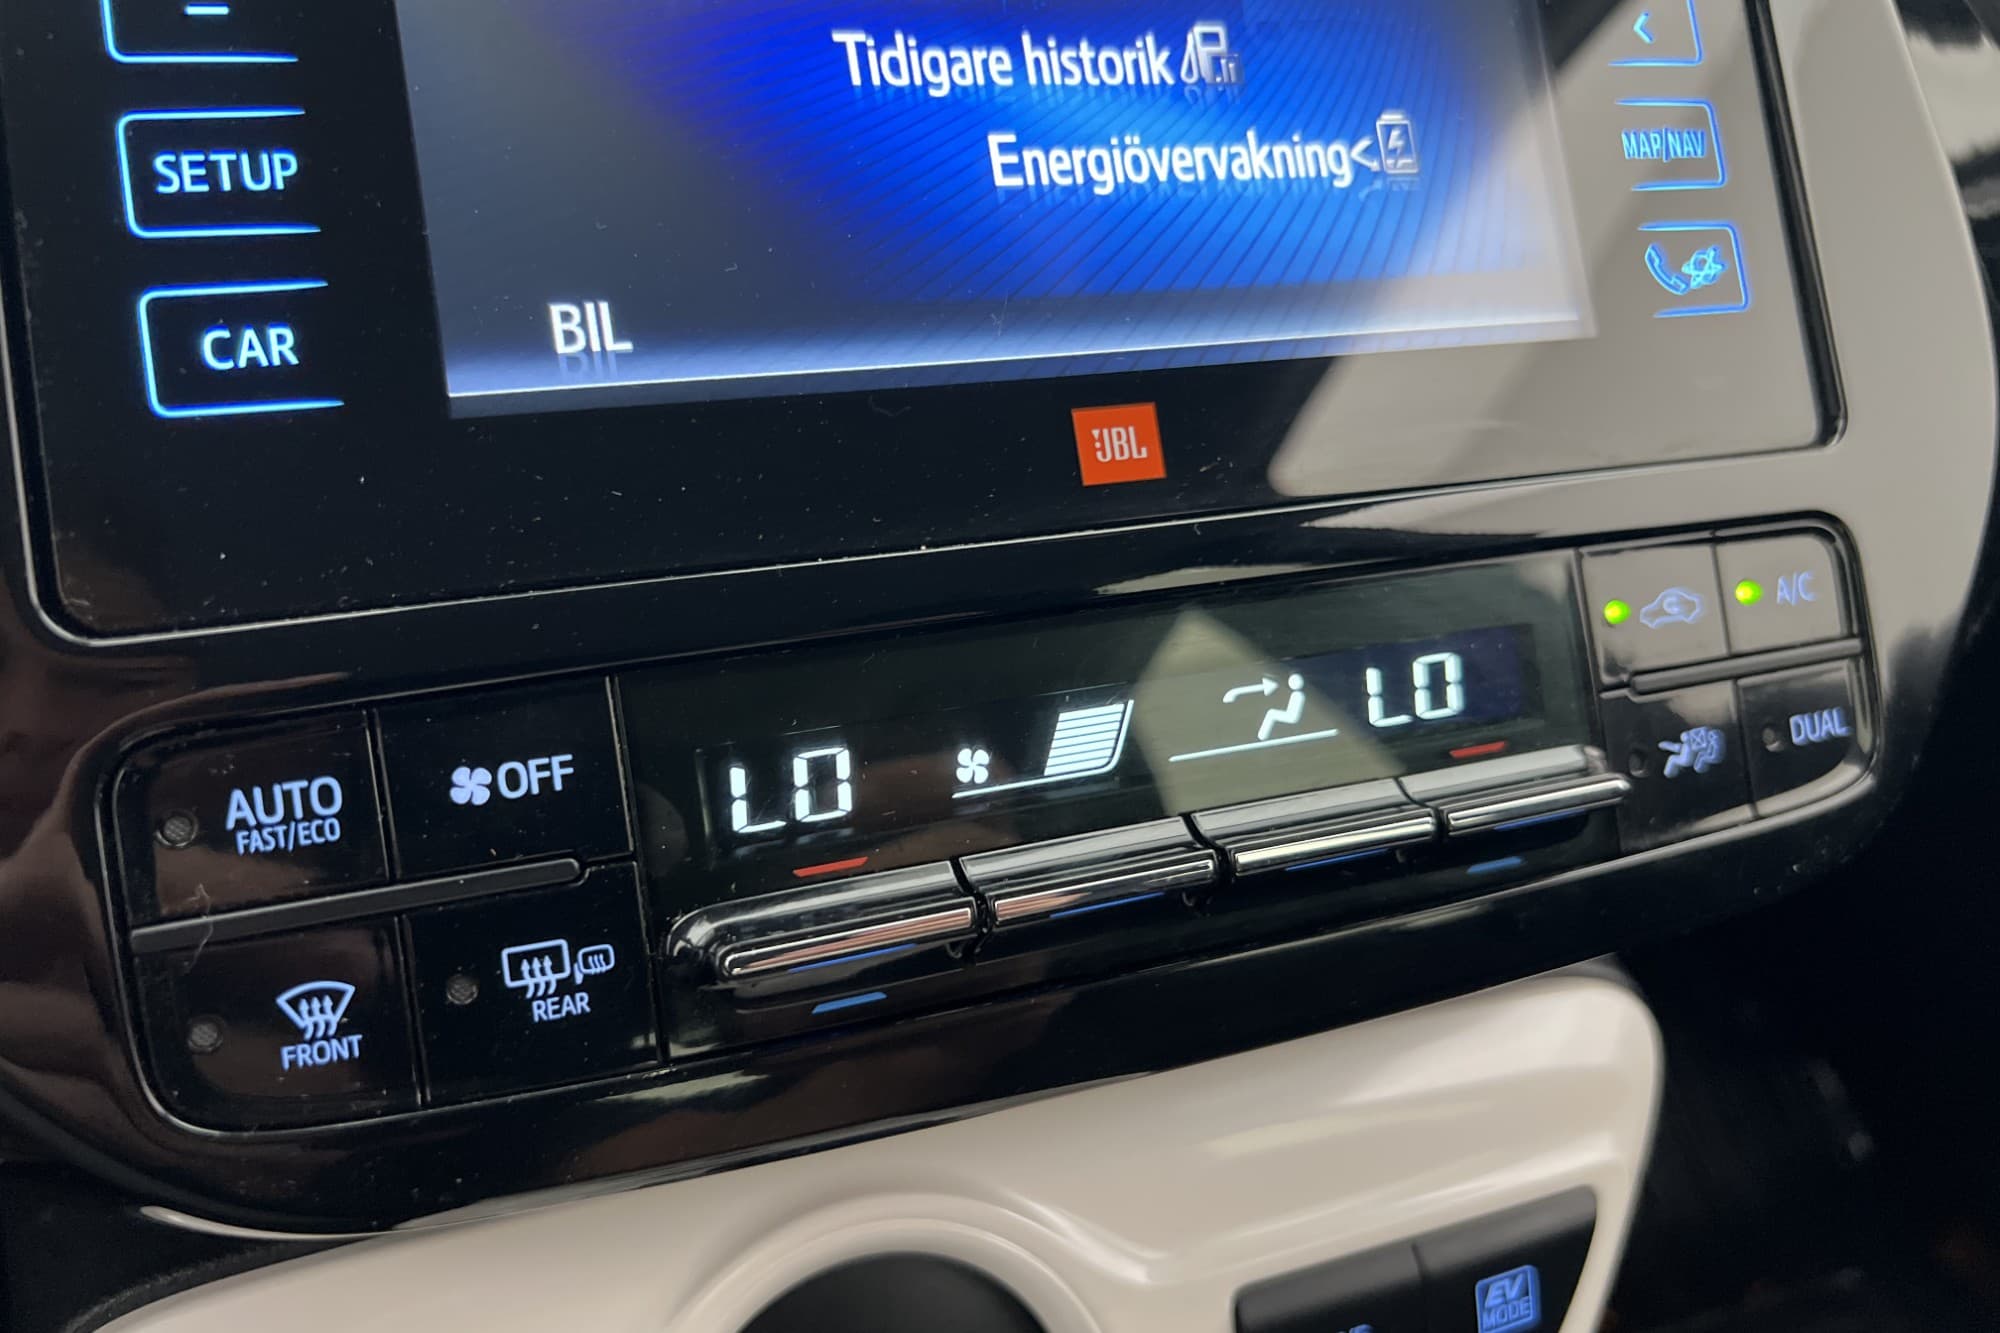 Tidigare historik
MAP/NAV
Energiövervakning
SETUP
CAR
BIL
JBL
A/C
LO
DUAL
AUTO
FAST/ECO
OFF
LO
REAR
FRONT
EV
MODE